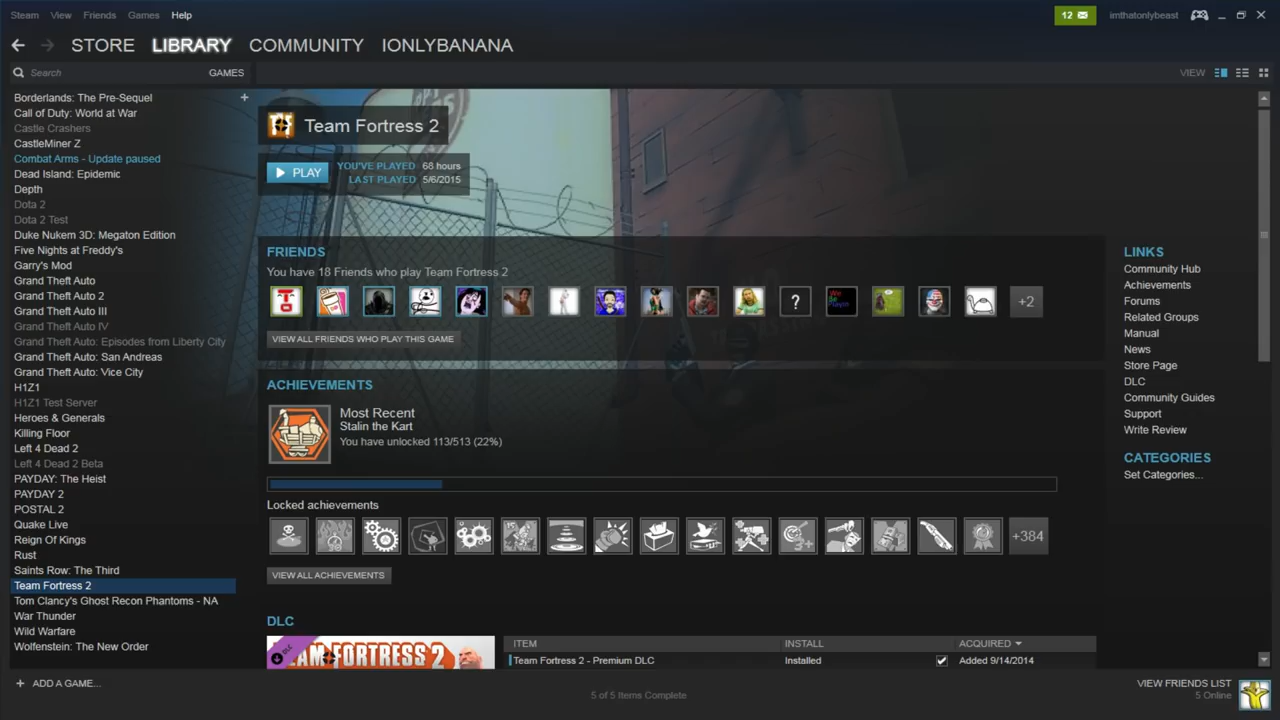 Steam View Friends Games Help
12
imthatonlybeast
STORE LIBRARY COMMUNITY IONLYBANANA
Search GAMES
VIEW
Borderlands: The Pre-Sequel
Call of Duty: World at War
Castle Crashers
CastleMiner Z
Combat Arms - Update paused
Dead Island: Epidemic
Depth
Dota 2
Dota 2 Test
Duke Nukem 3D: Megaton Edition
Five Nights at Freddy's
Garry's Mod
Grand Theft Auto
Grand Theft Auto 2
Grand Theft Auto III
Grand Theft Auto IV
Grand Theft Auto: Episodes from Liberty City
Grand Theft Auto: San Andreas
Grand Theft Auto: Vice City
H1Z1
H1Z1 Test Server
Heroes & Generals
Killing Floor
Left 4 Dead 2
Left 4 Dead 2 Beta
PAYDAY: The Heist
PAYDAY 2
POSTAL 2
Quake Live
Reign Of Kings
Rust
Saints Row: The Third
Team Fortress 2
Tom Clancy's Ghost Recon Phantoms - NA
War Thunder
Wild Warfare
Wolfenstein: The New Order
+ ADD A GAME...
Team Fortress 2
PLAY
YOU'VE PLAYED 68 hours
LAST PLAYED 5/6/2015
FRIENDS
You have 18 Friends who play Team Fortress 2
?
We Be Playin
+2
VIEW ALL FRIENDS WHO PLAY THIS GAME
ACHIEVEMENTS
Most Recent
Stalin the Kart
You have unlocked 113/513 (22%)
Locked achievements
+384
VIEW ALL ACHIEVEMENTS
DLC
DLC
TEAM FORTRESS 2
ITEM INSTALL ACQUIRED
Team Fortress 2 - Premium DLC Installed Added 9/14/2014
LINKS
Community Hub
Achievements
Forums
Related Groups
Manual
News
Store Page
DLC
Community Guides
Support
Write Review
CATEGORIES
Set Categories...
5 of 5 Items Complete
VIEW FRIENDS LIST
5 Online